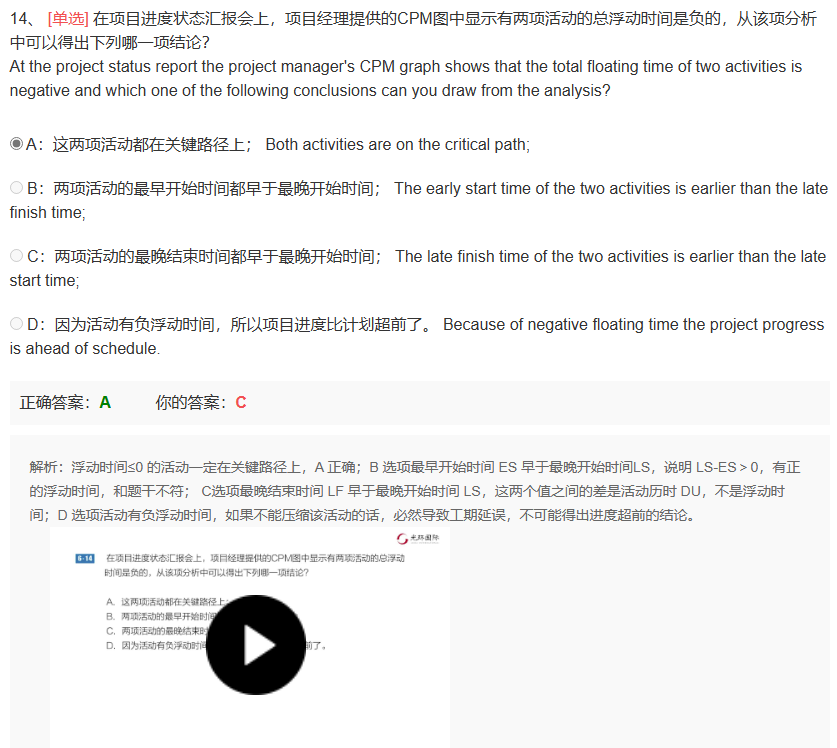 14、 [单选] 在项目进度状态汇报会上，项目经理提供的CPM图中显示有两项活动的总浮动时间是负的，从该项分析
中可以得出下列哪一项结论？
At the project status report the project manager's CPM graph shows that the total floating time of two activities is
negative and which one of the following conclusions can you draw from the analysis?
A：这两项活动都在关键路径上； Both activities are on the critical path;
B：两项活动的最早开始时间都早于最晚开始时间； The early start time of the two activities is earlier than the late
finish time;
C：两项活动的最晚结束时间都早于最晚开始时间； The late finish time of the two activities is earlier than the late
start time;
D：因为活动有负浮动时间，所以项目进度比计划超前了。 Because of negative floating time the project progress
is ahead of schedule.
正确答案：A 你的答案：C
解析：浮动时间≤0 的活动一定在关键路径上，A 正确；B 选项最早开始时间 ES 早于最晚开始时间LS，说明 LS-ES＞0，有正
的浮动时间，和题干不符； C选项最晚结束时间 LF 早于最晚开始时间 LS，这两个值之间的差是活动历时 DU，不是浮动时
间；D 选项活动有负浮动时间，如果不能压缩该活动的话，必然导致工期延误，不可能得出进度超前的结论。
光环国际
6-14 在项目进度状态汇报会上，项目经理提供的CPM图中显示有两项活动的总浮动
时间是负的，从该项分析中可以得出下列哪一项结论？
A. 这两项活动都在关键路径上；
B. 两项活动的最早开始时间
C. 两项活动的最晚结束时
D. 因为活动有负浮动时间 前了。